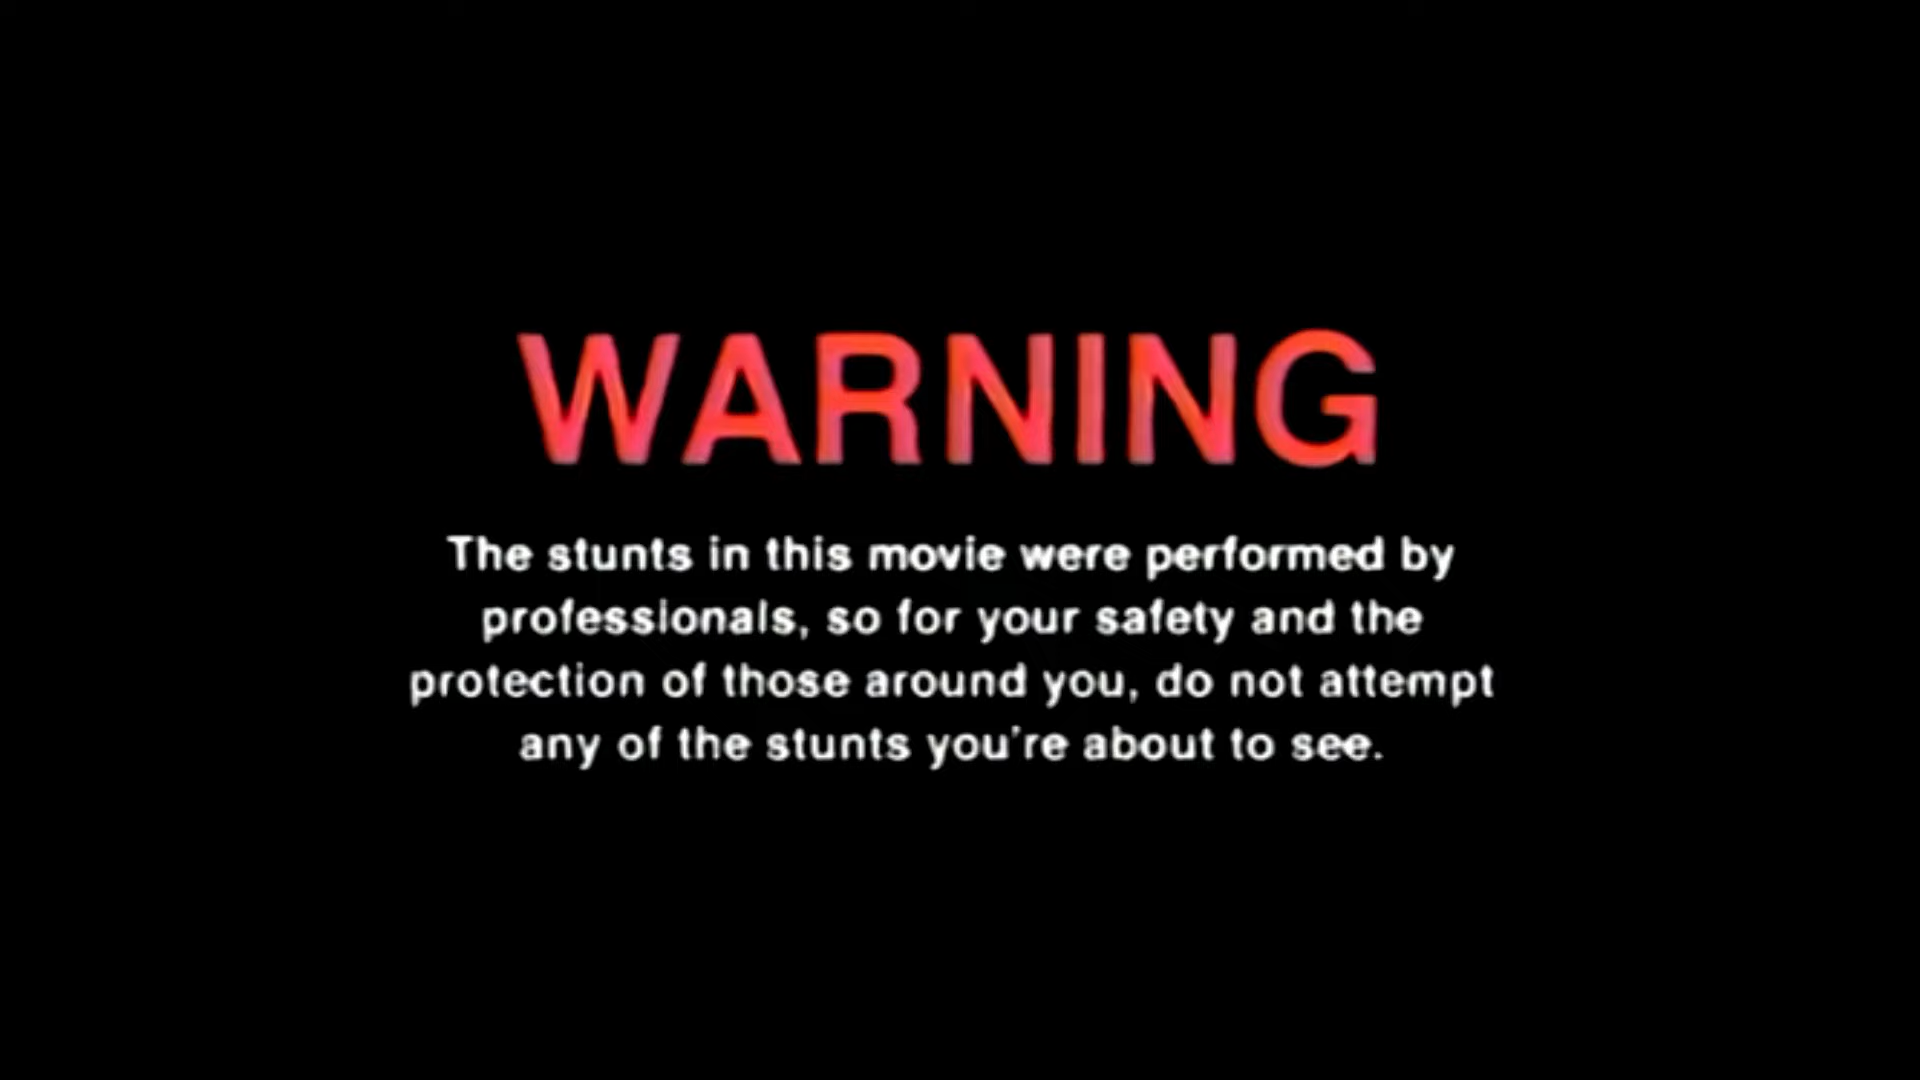 WARNING
The stunts in this movie were performed by
professionals, so for your safety and the
protection of those around you, do not attempt
any of the stunts you're about to see.